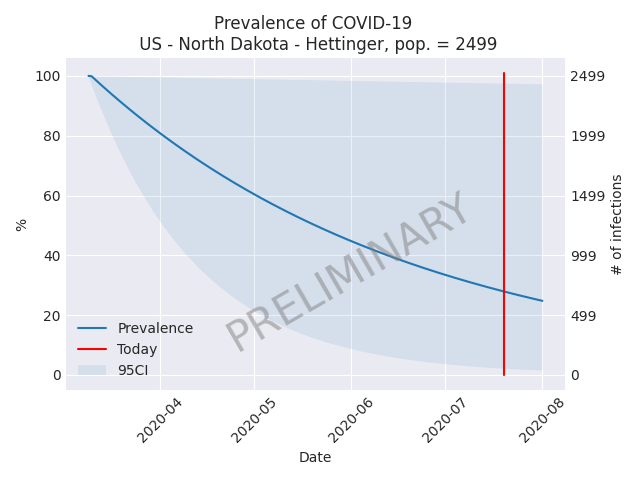 Prevalence of COVID-19
US - North Dakota - Hettinger, pop. = 2499
100
80
60
40
20
0
%
2499
1999
1499
999
499
0
# of infections
PRELIMINARY
Prevalence
Today
95CI
2020-04
2020-05
2020-06
2020-07
2020-08
Date